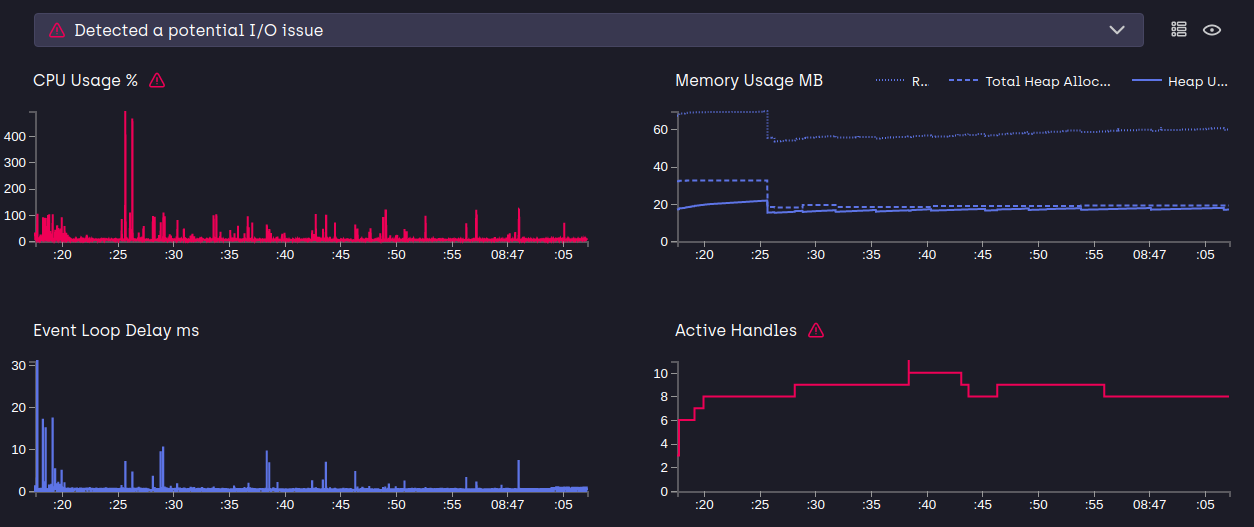 Detected a potential I/O issue
CPU Usage %
400
300
200
100
0
:20 :25 :30 :35 :40 :45 :50 :55 08:47 :05
Memory Usage MB R... Total Heap Alloc... Heap U...
60
40
20
0
:20 :25 :30 :35 :40 :45 :50 :55 08:47 :05
Event Loop Delay ms
30
20
10
0
:20 :25 :30 :35 :40 :45 :50 :55 08:47 :05
Active Handles
10
8
6
4
2
0
:20 :25 :30 :35 :40 :45 :50 :55 08:47 :05